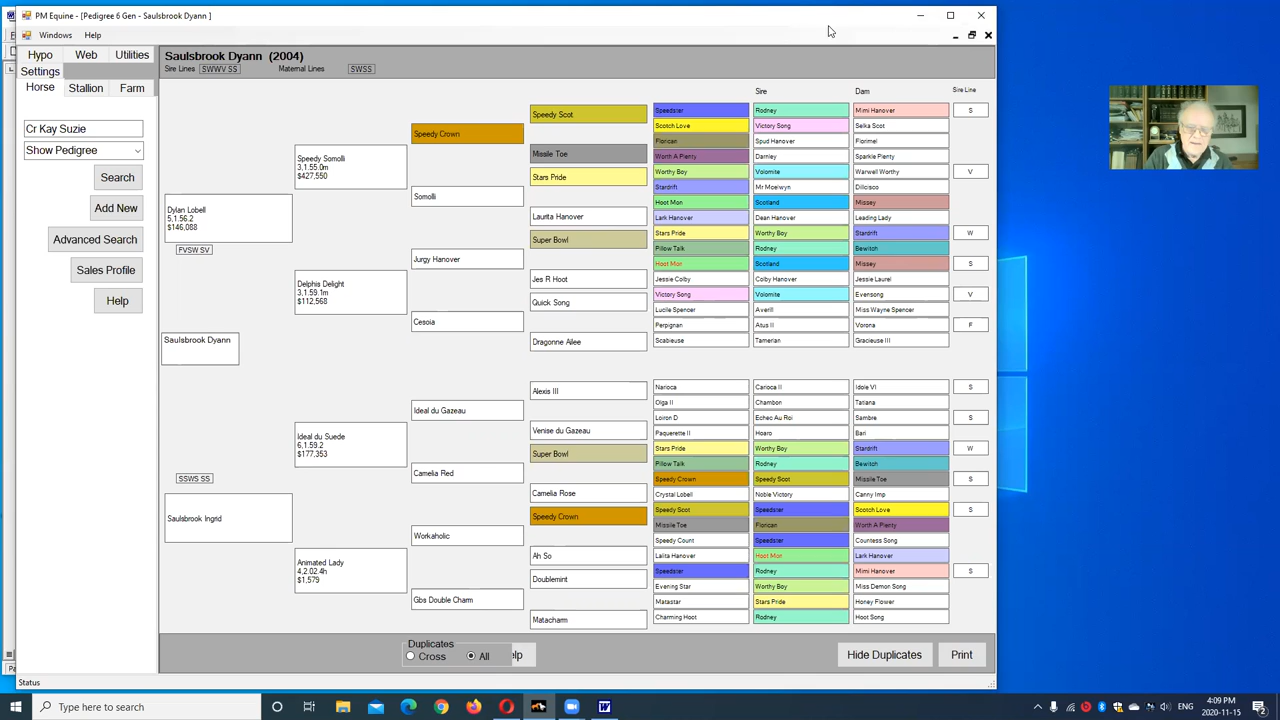 PM Equine - [Pedigree 6 Gen - Saulsbrook Dyann ]
Windows Help
Hypo Web Utilities
Settings
Horse Stallion Farm
Cr Kay Suzie
Show Pedigree
Search
Add New
Advanced Search
Sales Profile
Help
Saulsbrook Dyann (2004)
Sire Lines SWWV SS Maternal Lines SWSS
Sire Dam Sire Line
Saulsbrook Dyann
Dylan Lobell
5,1.56.2
$146,088
FVSW SV
SSWS SS
Saulsbrook Ingrid
Speedy Somolli
3,1.55.0m
$427,550
Delphis Delight
3,1.59.1m
$112,568
Ideal du Suede
6,1.59.2
$177,353
Animated Lady
4,2.02.4h
$1,579
Speedy Crown
Somolli
Jurgy Hanover
Cesoia
Ideal du Gazeau
Camelia Red
Workaholic
Gbs Double Charm
Speedy Scot
Missile Toe
Stars Pride
Laurita Hanover
Super Bowl
Jes R Hoot
Quick Song
Dragonne Ailee
Alexis III
Venise du Gazeau
Super Bowl
Camelia Rose
Speedy Crown
Ah So
Doublemint
Matacharm
Speedster Rodney Mimi Hanover S
Scotch Love Victory Song Selka Scot
Florican Spud Hanover Florimel
Worth A Plenty Darnley Sparkle Plenty
Worthy Boy Volomite Warwell Worthy V
Stardrift Mr Mcelwyn Dillcisco
Hoot Mon Scotland Missey
Lark Hanover Dean Hanover Leading Lady
Stars Pride Worthy Boy Stardrift W
Pillow Talk Rodney Bewitch
Hoot Mon Scotland Missey S
Jessie Colby Colby Hanover Jessie Laurel
Victory Song Volomite Evensong V
Lucile Spencer Averill Miss Wayne Spencer
Perpignan Atus II Vorona F
Scabieuse Tamerian Gracieuse III
Narioca Carioca II Idole VI S
Olga II Chambon Tatiana
Loiron D Echec Au Roi Sambre S
Paquerette II Hoaro Bari
Stars Pride Worthy Boy Stardrift W
Pillow Talk Rodney Bewitch
Speedy Crown Speedy Scot Missile Toe S
Crystal Lobell Noble Victory Canny Imp
Speedy Scot Speedster Scotch Love S
Missile Toe Florican Worth A Plenty
Speedy Count Speedster Countess Song
Lalita Hanover Hoot Mon Lark Hanover
Speedster Rodney Mimi Hanover S
Evening Star Worthy Boy Miss Demon Song
Matastar Stars Pride Honey Flower
Charming Hoot Rodney Hoot Song
Duplicates
Cross All
Hide Duplicates Print
Status
Type here to search
4:09 PM
2020-11-15